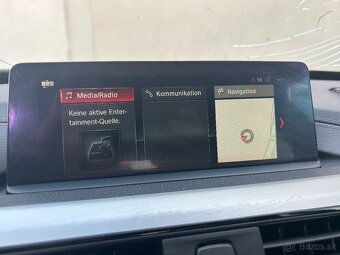 Media/Radio
Kommunikation
Navigation
Keine aktive Enter-
tainment-Quelle.
Bazos.sk